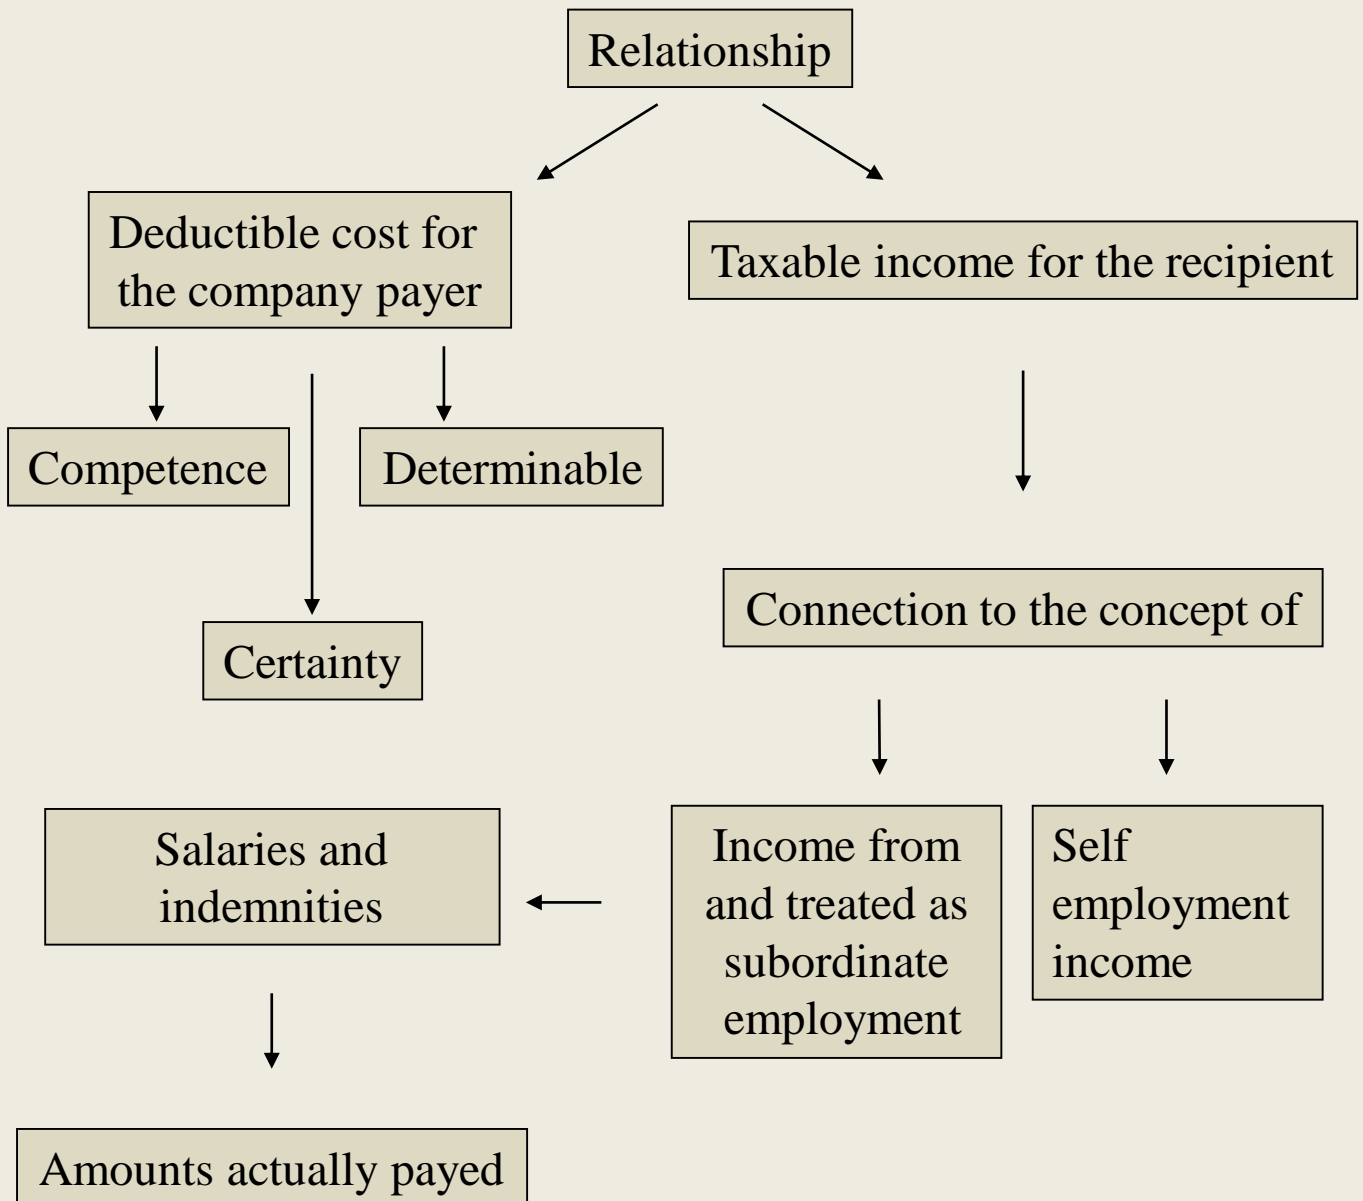 Relationship
Deductible cost for
the company payer
Taxable income for the recipient
Competence
Determinable
Certainty
Connection to the concept of
Salaries and
indemnities
Income from
and treated as
subordinate
employment
Self
employment
income
Amounts actually payed